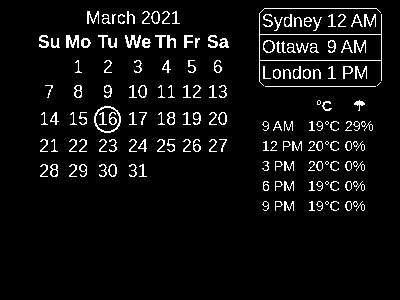 March 2021
Su Mo Tu We Th Fr Sa
1 2 3 4 5 6
7 8 9 10 11 12 13
14 15 16 17 18 19 20
21 22 23 24 25 26 27
28 29 30 31
Sydney 12 AM
Ottawa 9 AM
London 1 PM
°C ☂
9 AM 19°C 29%
12 PM 20°C 0%
3 PM 20°C 0%
6 PM 19°C 0%
9 PM 19°C 0%